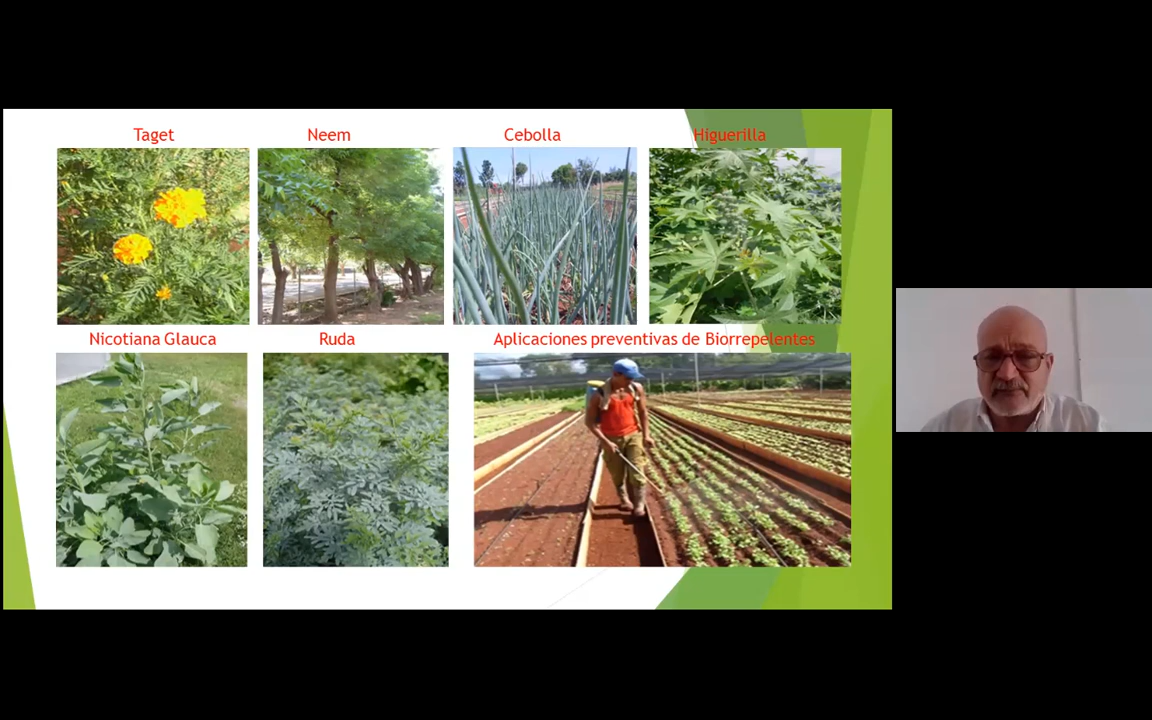 Taget
Neem
Cebolla
Higuerilla
Nicotiana Glauca
Ruda
Aplicaciones preventivas de Biorrepelentes